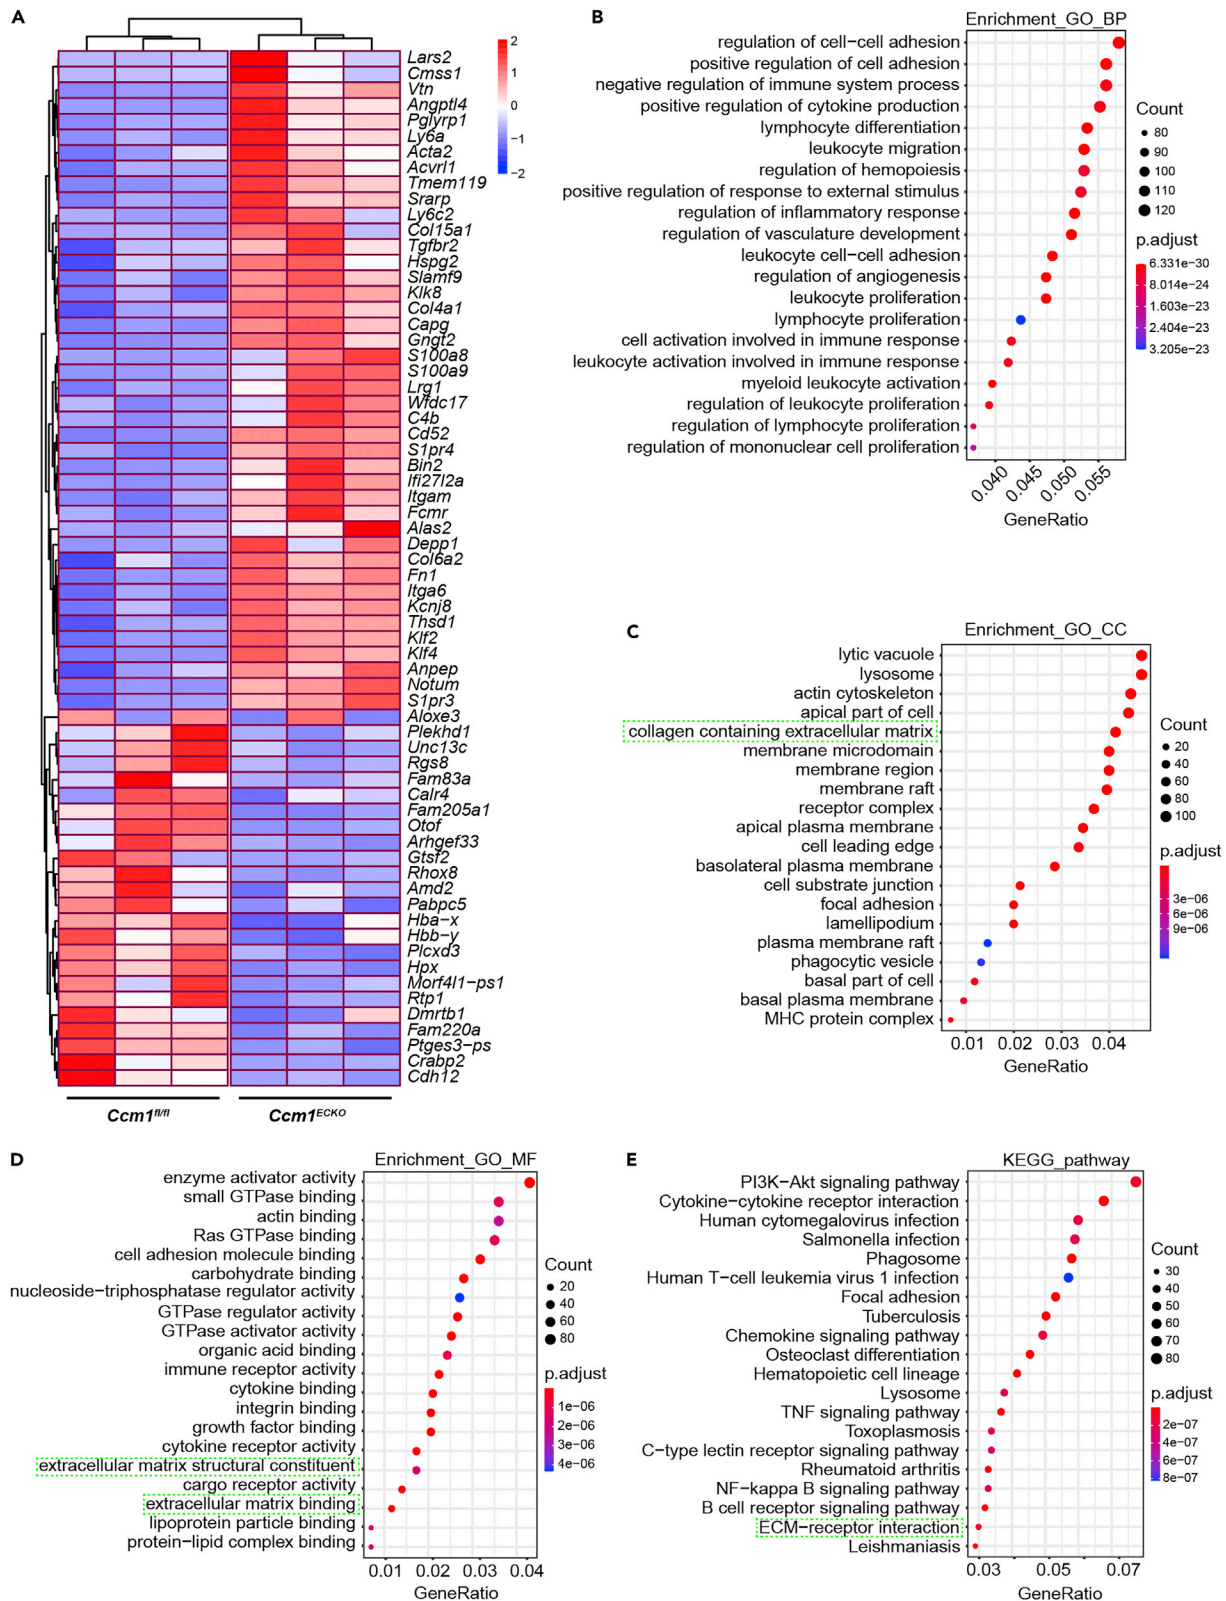 A
Lars2
Cmss1
Vtn
Angptl4
Pglyrp1
Ly6a
Acta2
Acvrl1
Tmem119
Srarp
Ly6c2
Col15a1
Tgfbr2
Hspg2
Slamf9
Klk8
Col4a1
Capg
Gngt2
S100a8
S100a9
Lrg1
Wfdc17
C4b
Cd52
S1pr4
Bin2
Ifi27l2a
Itgam
Fcmr
Alas2
Depp1
Col6a2
Fn1
Itga6
Kcnj8
Thsd1
Klf2
Klf4
Anpep
Notum
S1pr3
Aloxe3
Plekhd1
Unc13c
Rgs8
Fam83a
Calr4
Fam205a1
Otof
Arhgef33
Gtsf2
Rhox8
Amd2
Pabpc5
Hba−x
Hbb−y
Plcxd3
Hpx
Morf4l1−ps1
Rtp1
Dmrtb1
Fam220a
Ptges3−ps
Crabp2
Cdh12
2
1
0
−1
−2
Ccm1fl/fl
Ccm1ECKO
B
Enrichment_GO_BP
regulation of cell−cell adhesion
positive regulation of cell adhesion
negative regulation of immune system process
positive regulation of cytokine production
lymphocyte differentiation
leukocyte migration
regulation of hemopoiesis
positive regulation of response to external stimulus
regulation of inflammatory response
regulation of vasculature development
leukocyte cell−cell adhesion
regulation of angiogenesis
leukocyte proliferation
lymphocyte proliferation
cell activation involved in immune response
leukocyte activation involved in immune response
myeloid leukocyte activation
regulation of leukocyte proliferation
regulation of lymphocyte proliferation
regulation of mononuclear cell proliferation
0.040 0.045 0.050 0.055
GeneRatio
Count
80
90
100
110
120
p.adjust
6.331e−30
8.014e−24
1.603e−23
2.404e−23
3.205e−23
C
Enrichment_GO_CC
lytic vacuole
lysosome
actin cytoskeleton
apical part of cell
collagen containing extracellular matrix
membrane microdomain
membrane region
membrane raft
receptor complex
apical plasma membrane
cell leading edge
basolateral plasma membrane
cell substrate junction
focal adhesion
lamellipodium
plasma membrane raft
phagocytic vesicle
basal part of cell
basal plasma membrane
MHC protein complex
0.01 0.02 0.03 0.04
GeneRatio
Count
20
40
60
80
100
p.adjust
3e−06
6e−06
9e−06
D
Enrichment_GO_MF
enzyme activator activity
small GTPase binding
actin binding
Ras GTPase binding
cell adhesion molecule binding
carbohydrate binding
nucleoside−triphosphatase regulator activity
GTPase regulator activity
GTPase activator activity
organic acid binding
immune receptor activity
cytokine binding
integrin binding
growth factor binding
cytokine receptor activity
extracellular matrix structural constituent
cargo receptor activity
extracellular matrix binding
lipoprotein particle binding
protein−lipid complex binding
0.01 0.02 0.03 0.04
GeneRatio
Count
20
40
60
80
p.adjust
1e−06
2e−06
3e−06
4e−06
E
KEGG_pathway
PI3K−Akt signaling pathway
Cytokine−cytokine receptor interaction
Human cytomegalovirus infection
Salmonella infection
Phagosome
Human T−cell leukemia virus 1 infection
Focal adhesion
Tuberculosis
Chemokine signaling pathway
Osteoclast differentiation
Hematopoietic cell lineage
Lysosome
TNF signaling pathway
Toxoplasmosis
C−type lectin receptor signaling pathway
Rheumatoid arthritis
NF−kappa B signaling pathway
B cell receptor signaling pathway
ECM−receptor interaction
Leishmaniasis
0.03 0.05 0.07
GeneRatio
Count
30
40
50
60
70
80
p.adjust
2e−07
4e−07
6e−07
8e−07